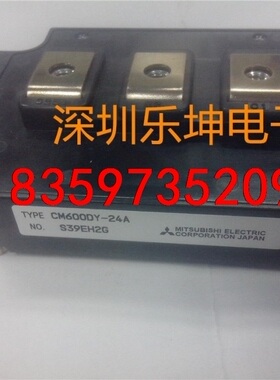 深圳乐坤电子
8359735209
TYPE CM600DY-24A
NO. S39EH2G
MITSUBISHI ELECTRIC
CORPORATION JAPAN